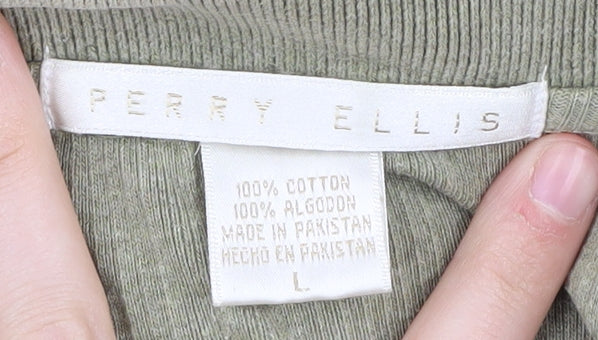 PERRY ELLIS
100% COTTON
100% ALGODON
MADE IN PAKISTAN
HECHO EN PAKISTAN
L